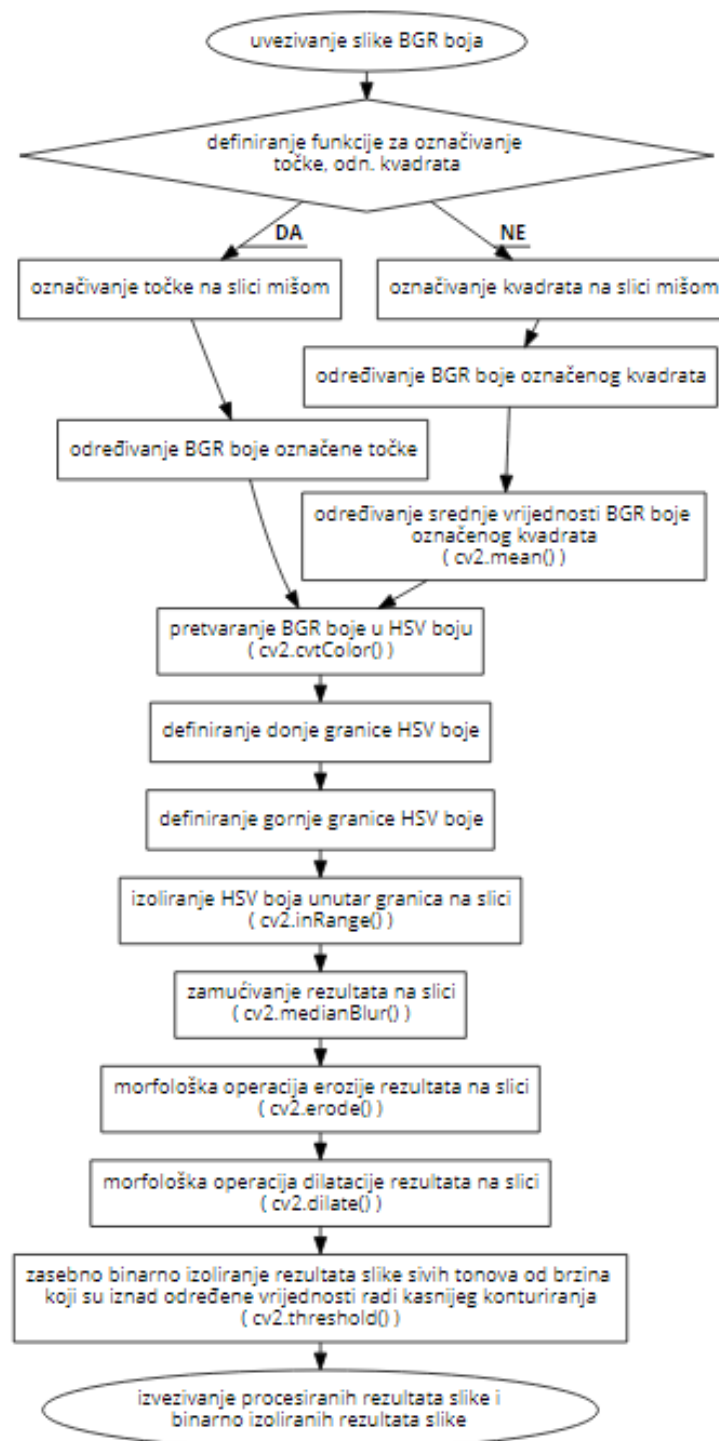 uvezivanje slike BGR boja
definiranje funkcije za označivanje
točke, odn. kvadrata
DA
NE
označivanje točke na slici mišom
označivanje kvadrata na slici mišom
određivanje BGR boje označenog kvadrata
određivanje BGR boje označene točke
određivanje srednje vrijednosti BGR boje
označenog kvadrata
( cv2.mean() )
pretvaranje BGR boje u HSV boju
( cv2.cvtColor() )
definiranje donje granice HSV boje
definiranje gornje granice HSV boje
izoliranje HSV boja unutar granica na slici
( cv2.inRange() )
zamućivanje rezultata na slici
( cv2.medianBlur() )
morfološka operacija erozije rezultata na slici
( cv2.erode() )
morfološka operacija dilatacije rezultata na slici
( cv2.dilate() )
zasebno binarno izoliranje rezultata slike sivih tonova od brzina
koji su iznad određene vrijednosti radi kasnijeg konturiranja
( cv2.threshold() )
izvezivanje procesiranih rezultata slike i
binarno izoliranih rezultata slike